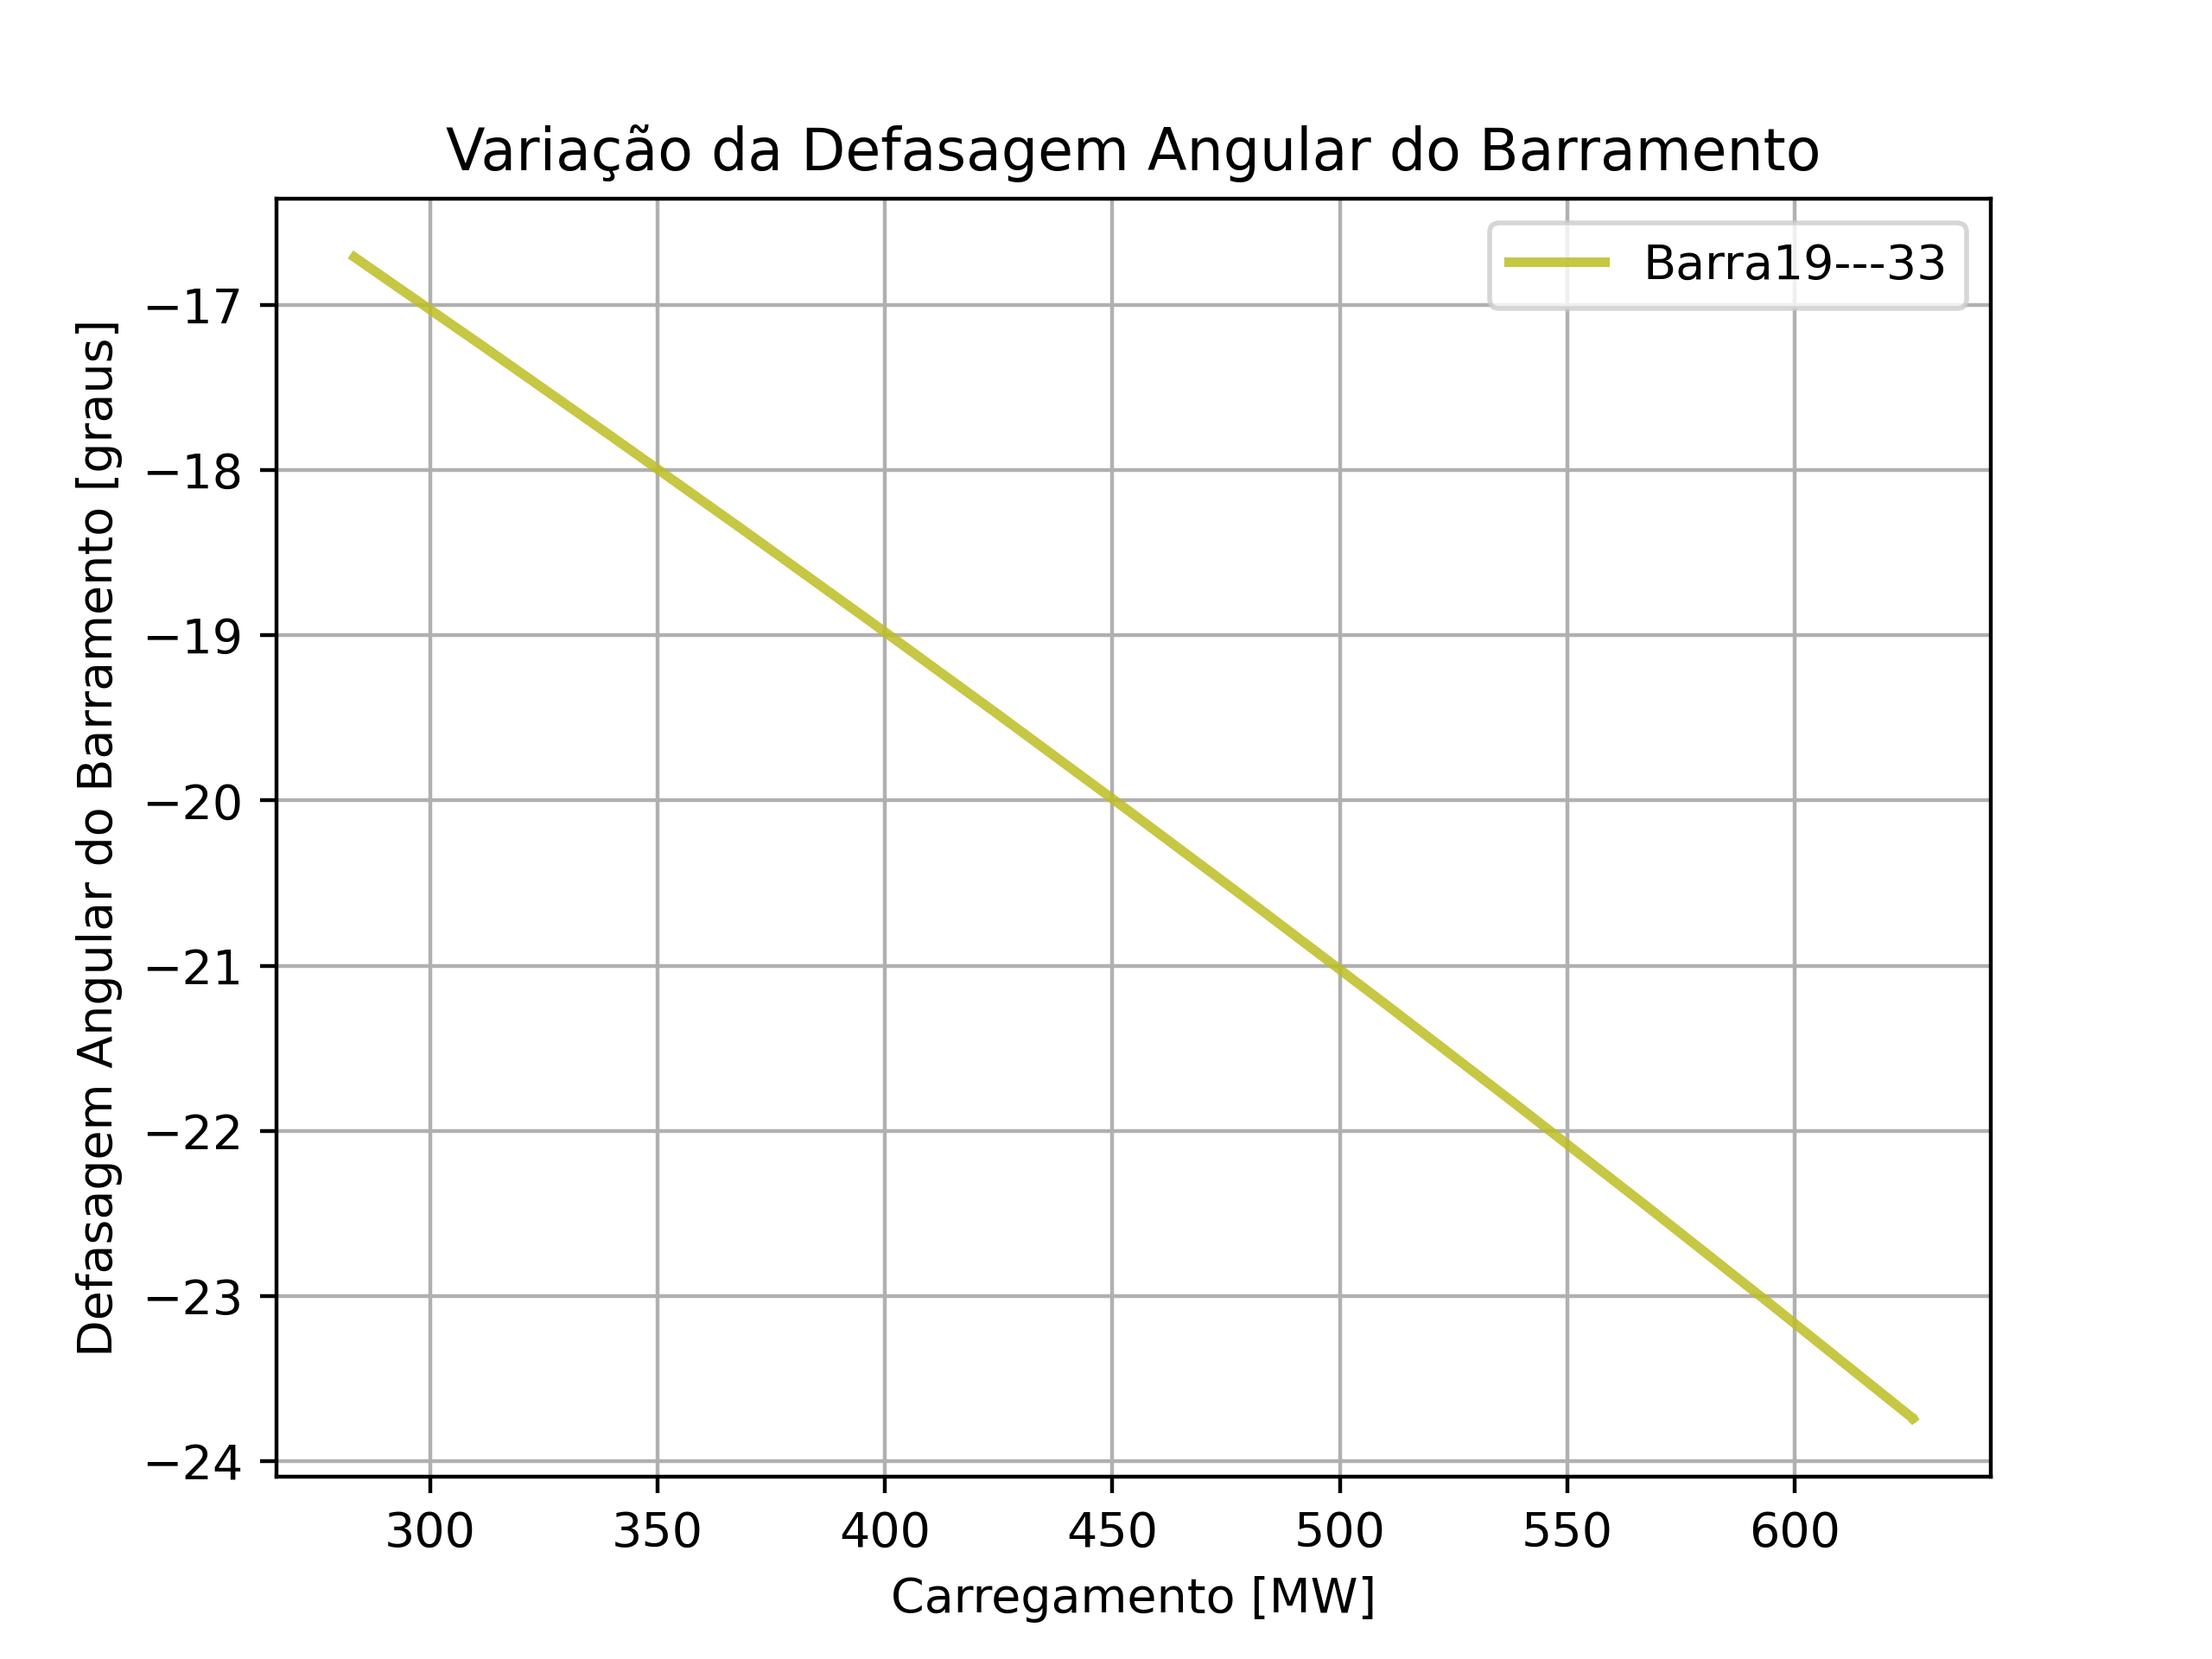 Variação da Defasagem Angular do Barramento
Barra19---33
Defasagem Angular do Barramento [graus]
−17
−18
−19
−20
−21
−22
−23
−24
300 350 400 450 500 550 600
Carregamento [MW]